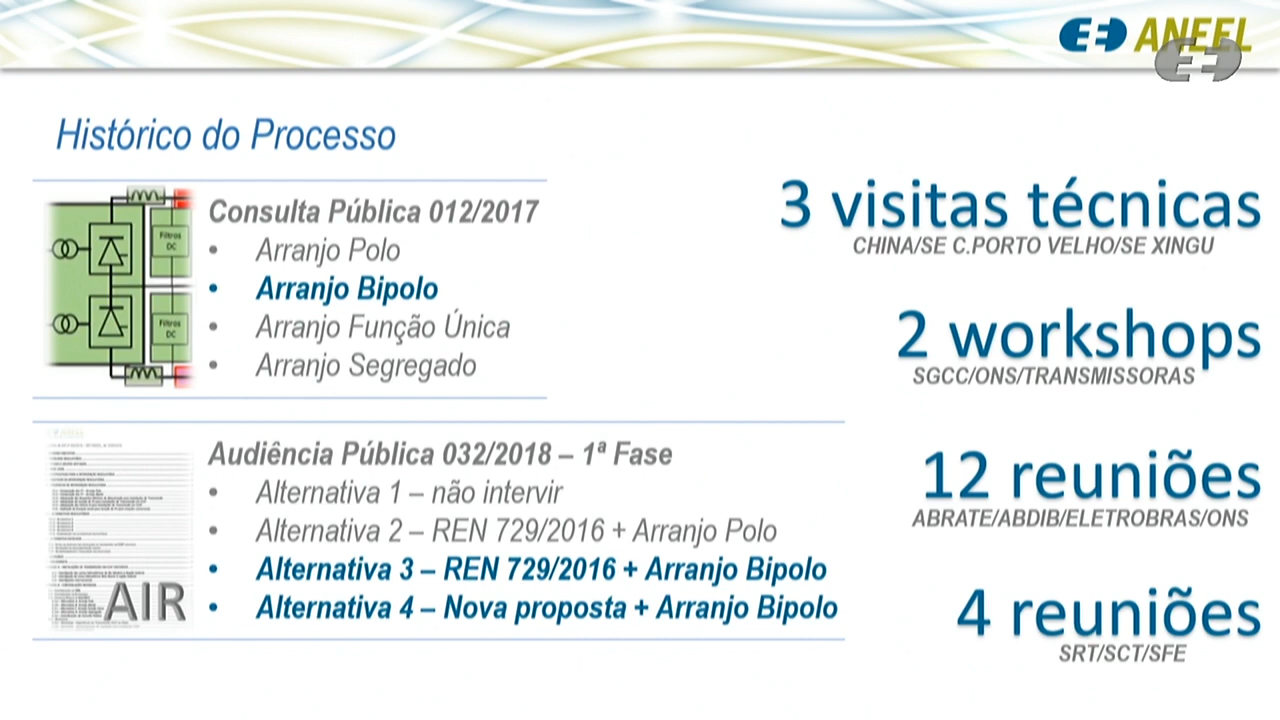 ANEEL
Histórico do Processo
Consulta Pública 012/2017
• Arranjo Polo
• Arranjo Bipolo
• Arranjo Função Única
• Arranjo Segregado
Filtros
DC
Filtros
DC
Audiência Pública 032/2018 – 1ª Fase
• Alternativa 1 – não intervir
• Alternativa 2 – REN 729/2016 + Arranjo Polo
• Alternativa 3 – REN 729/2016 + Arranjo Bipolo
• Alternativa 4 – Nova proposta + Arranjo Bipolo
AIR
3 visitas técnicas
CHINA/SE C.PORTO VELHO/SE XINGU
2 workshops
SGCC/ONS/TRANSMISSORAS
12 reuniões
ABRATE/ABDIB/ELETROBRAS/ONS
4 reuniões
SRT/SCT/SFE